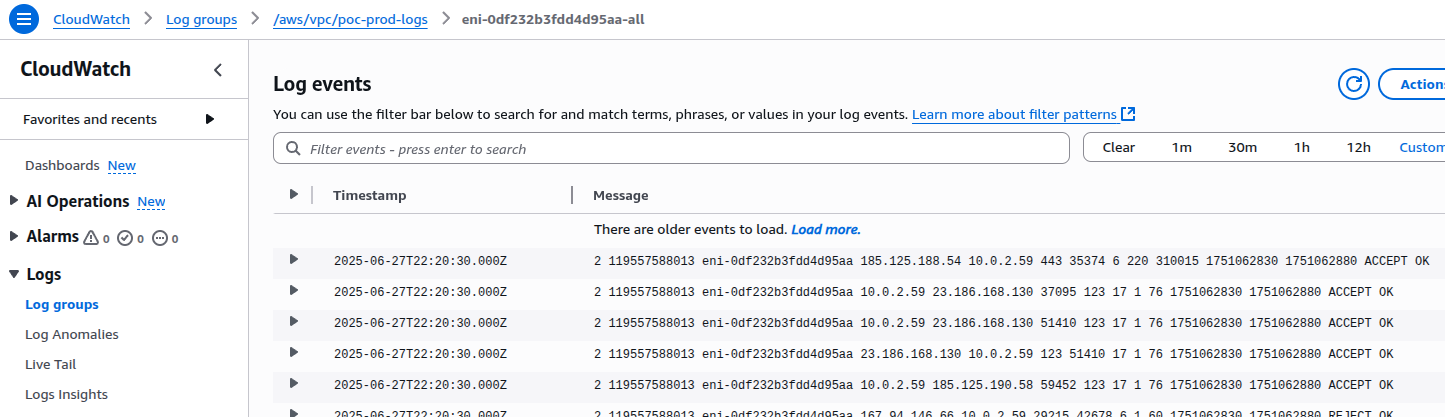 CloudWatch > Log groups > /aws/vpc/poc-prod-logs > eni-0df232b3fdd4d95aa-all
CloudWatch
Favorites and recents
Dashboards New
AI Operations New
Alarms 0 0 0
Logs
Log groups
Log Anomalies
Live Tail
Logs Insights
Log events
Actions
You can use the filter bar below to search for and match terms, phrases, or values in your log events. Learn more about filter patterns
Filter events - press enter to search
Clear 1m 30m 1h 12h Custom
Timestamp Message
There are older events to load. Load more.
2025-06-27T22:20:30.000Z 2 119557588013 eni-0df232b3fdd4d95aa 185.125.188.54 10.0.2.59 443 35374 6 220 310015 1751062830 1751062880 ACCEPT OK
2025-06-27T22:20:30.000Z 2 119557588013 eni-0df232b3fdd4d95aa 10.0.2.59 23.186.168.130 37095 123 17 1 76 1751062830 1751062880 ACCEPT OK
2025-06-27T22:20:30.000Z 2 119557588013 eni-0df232b3fdd4d95aa 10.0.2.59 23.186.168.130 51410 123 17 1 76 1751062830 1751062880 ACCEPT OK
2025-06-27T22:20:30.000Z 2 119557588013 eni-0df232b3fdd4d95aa 23.186.168.130 10.0.2.59 123 51410 17 1 76 1751062830 1751062880 ACCEPT OK
2025-06-27T22:20:30.000Z 2 119557588013 eni-0df232b3fdd4d95aa 10.0.2.59 185.125.190.58 59452 123 17 1 76 1751062830 1751062880 ACCEPT OK
2025-06-27T22:20:30.000Z 2 119557588013 eni-0df232b3fdd4d95aa 167.94.146.66 10.0.2.59 29215 42678 6 1 60 1751062830 1751062880 REJECT OK